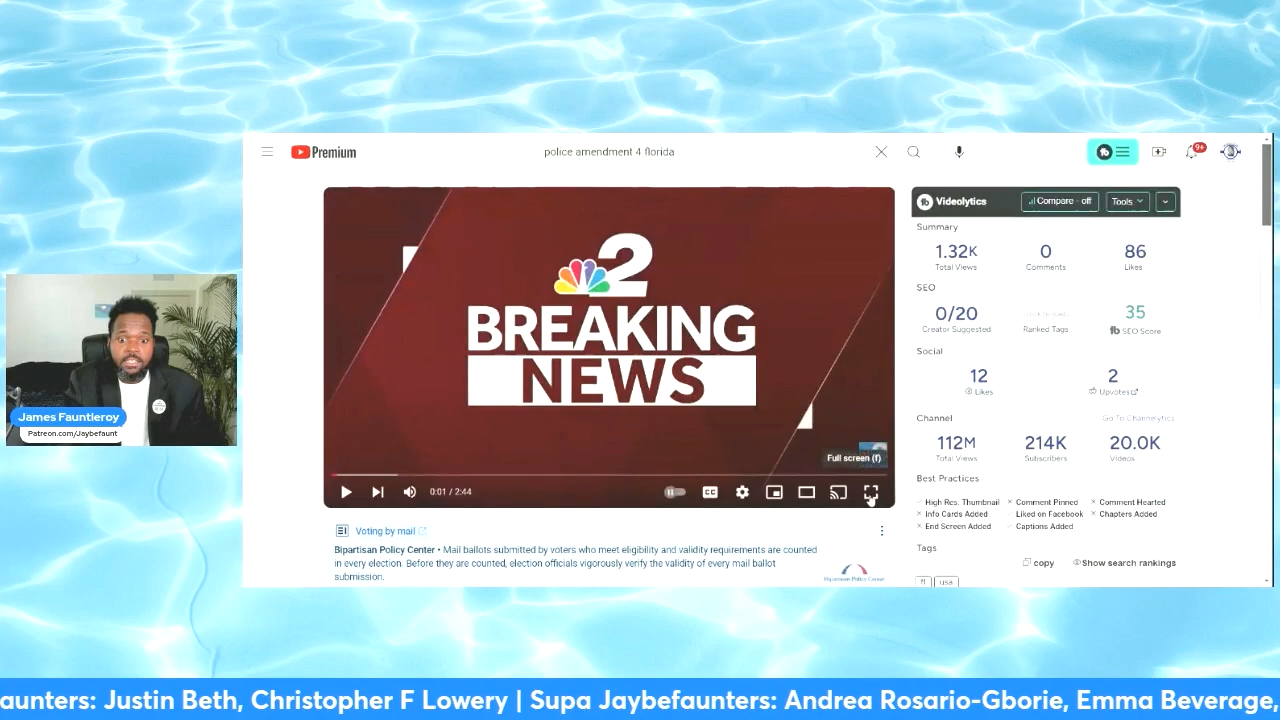 Premium
police amendment 4 florida
9+
2
BREAKING
NEWS
Full screen (f)
0:01 / 2:44
CC
Voting by mail
Bipartisan Policy Center • Mail ballots submitted by voters who meet eligibility and validity requirements are counted
in every election. Before they are counted, election officials vigorously verify the validity of every mail ballot
submission.
Bipartisan Policy Center
tb Videolytics
Compare - off
Tools
Summary
1.32K 0 86
Total Views Comments Likes
SEO
0/20 35
Creator Suggested Ranked Tags tb SEO Score
Social
12 2
Likes Upvotes
Channel Go To Channelytics
112M 214K 20.0K
Total Views Subscribers Videos
Best Practices
High Res. Thumbnail × Comment Pinned × Comment Hearted
× Info Cards Added Liked on Facebook × Chapters Added
× End Screen Added Captions Added
Tags
copy Show search rankings
usa
James Fauntleroy
Patreon.com/Jaybefaunt
aunters: Justin Beth, Christopher F Lowery | Supa Jaybefaunters: Andrea Rosario-Gborie, Emma Beverage,